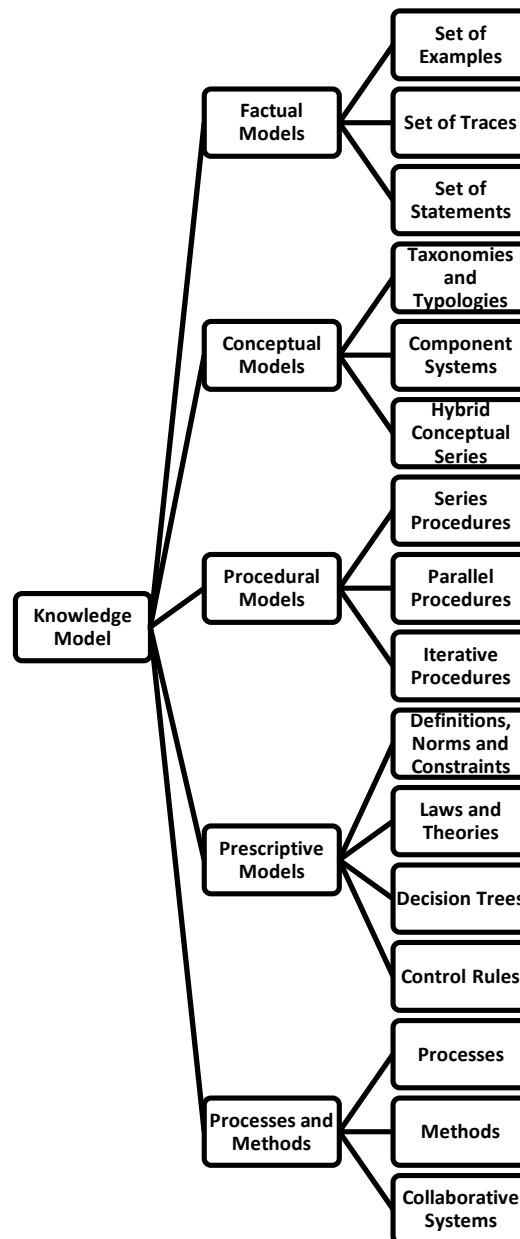 Set of
Examples
Factual
Models
Set of Traces
Set of
Statements
Taxonomies
and
Typologies
Conceptual
Models
Component
Systems
Hybrid
Conceptual
Series
Series
Procedures
Procedural
Models
Parallel
Procedures
Knowledge
Model
Iterative
Procedures
Definitions,
Norms and
Constraints
Laws and
Theories
Prescriptive
Models
Decision Trees
Control Rules
Processes
Processes and
Methods
Methods
Collaborative
Systems